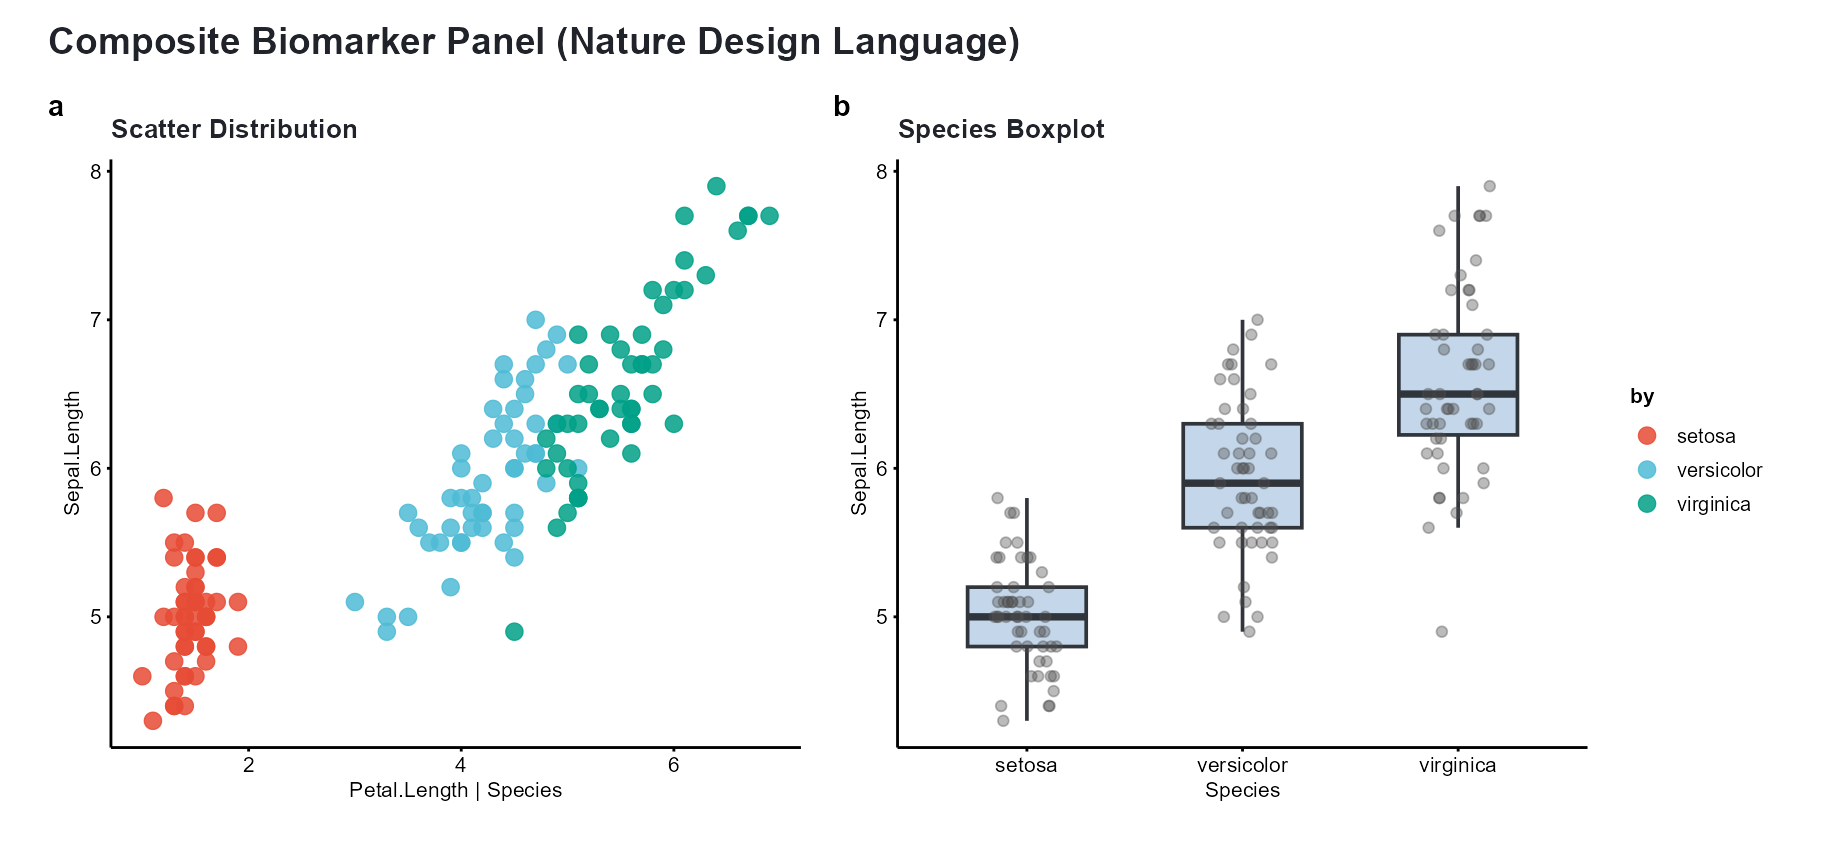 Composite Biomarker Panel (Nature Design Language)
a
Scatter Distribution
8
7
6
5
Sepal.Length
2 4 6
Petal.Length | Species
b
Species Boxplot
8
7
6
5
Sepal.Length
setosa versicolor virginica
Species
by
setosa
versicolor
virginica